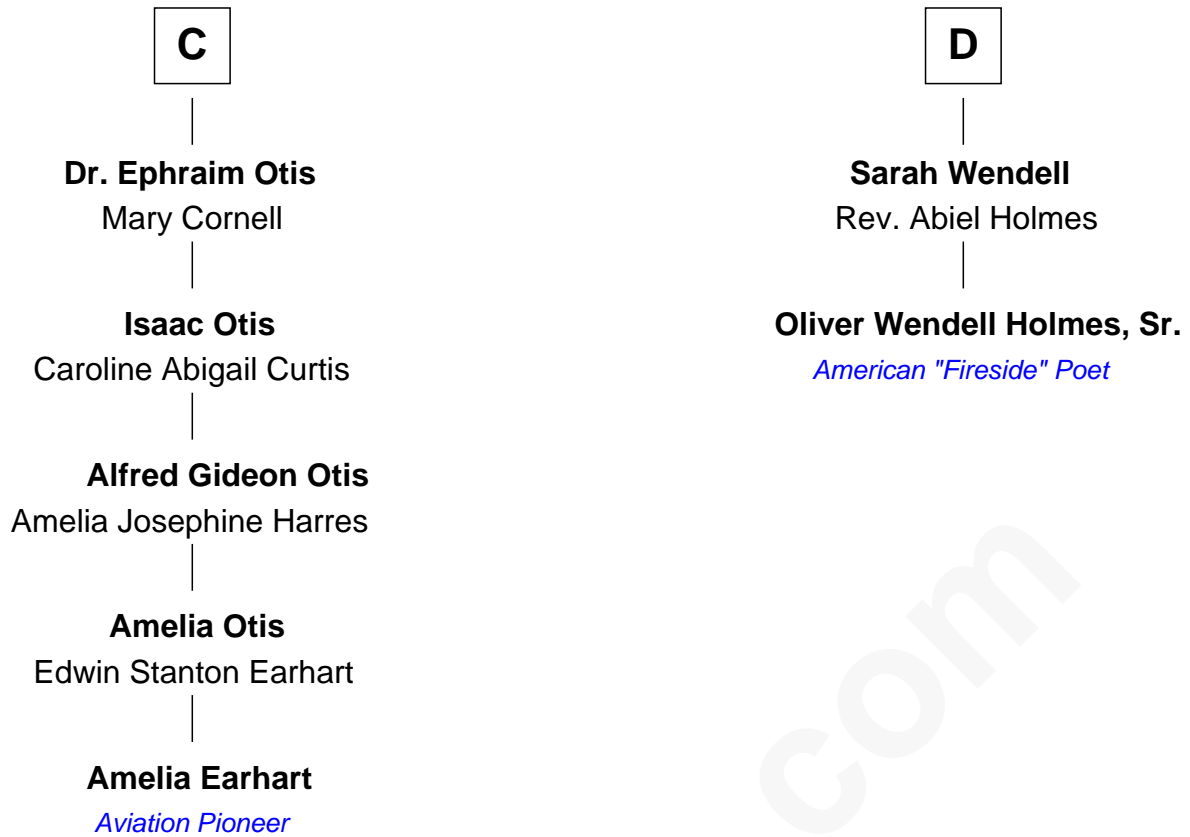 C
Dr. Ephraim Otis
Mary Cornell
Isaac Otis
Caroline Abigail Curtis
Alfred Gideon Otis
Amelia Josephine Harres
Amelia Otis
Edwin Stanton Earhart
Amelia Earhart
Aviation Pioneer
D
Sarah Wendell
Rev. Abiel Holmes
Oliver Wendell Holmes, Sr.
American "Fireside" Poet
com